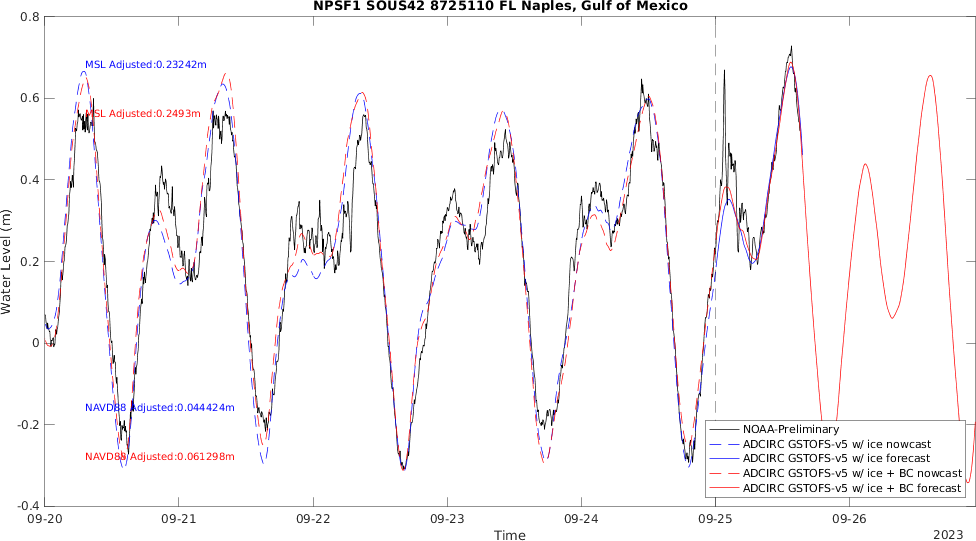 NPSF1 SOUS42 8725110 FL Naples, Gulf of Mexico
0.8
0.6
0.4
0.2
0
-0.2
-0.4
Water Level (m)
MSL Adjusted:0.23242m
MSL Adjusted:0.2493m
NAVD88 Adjusted:0.044424m
NAVD88 Adjusted:0.061298m
NOAA-Preliminary
ADCIRC GSTOFS-v5 w/ ice nowcast
ADCIRC GSTOFS-v5 w/ ice forecast
ADCIRC GSTOFS-v5 w/ ice + BC nowcast
ADCIRC GSTOFS-v5 w/ ice + BC forecast
09-20
09-21
09-22
09-23
09-24
09-25
09-26
Time
2023